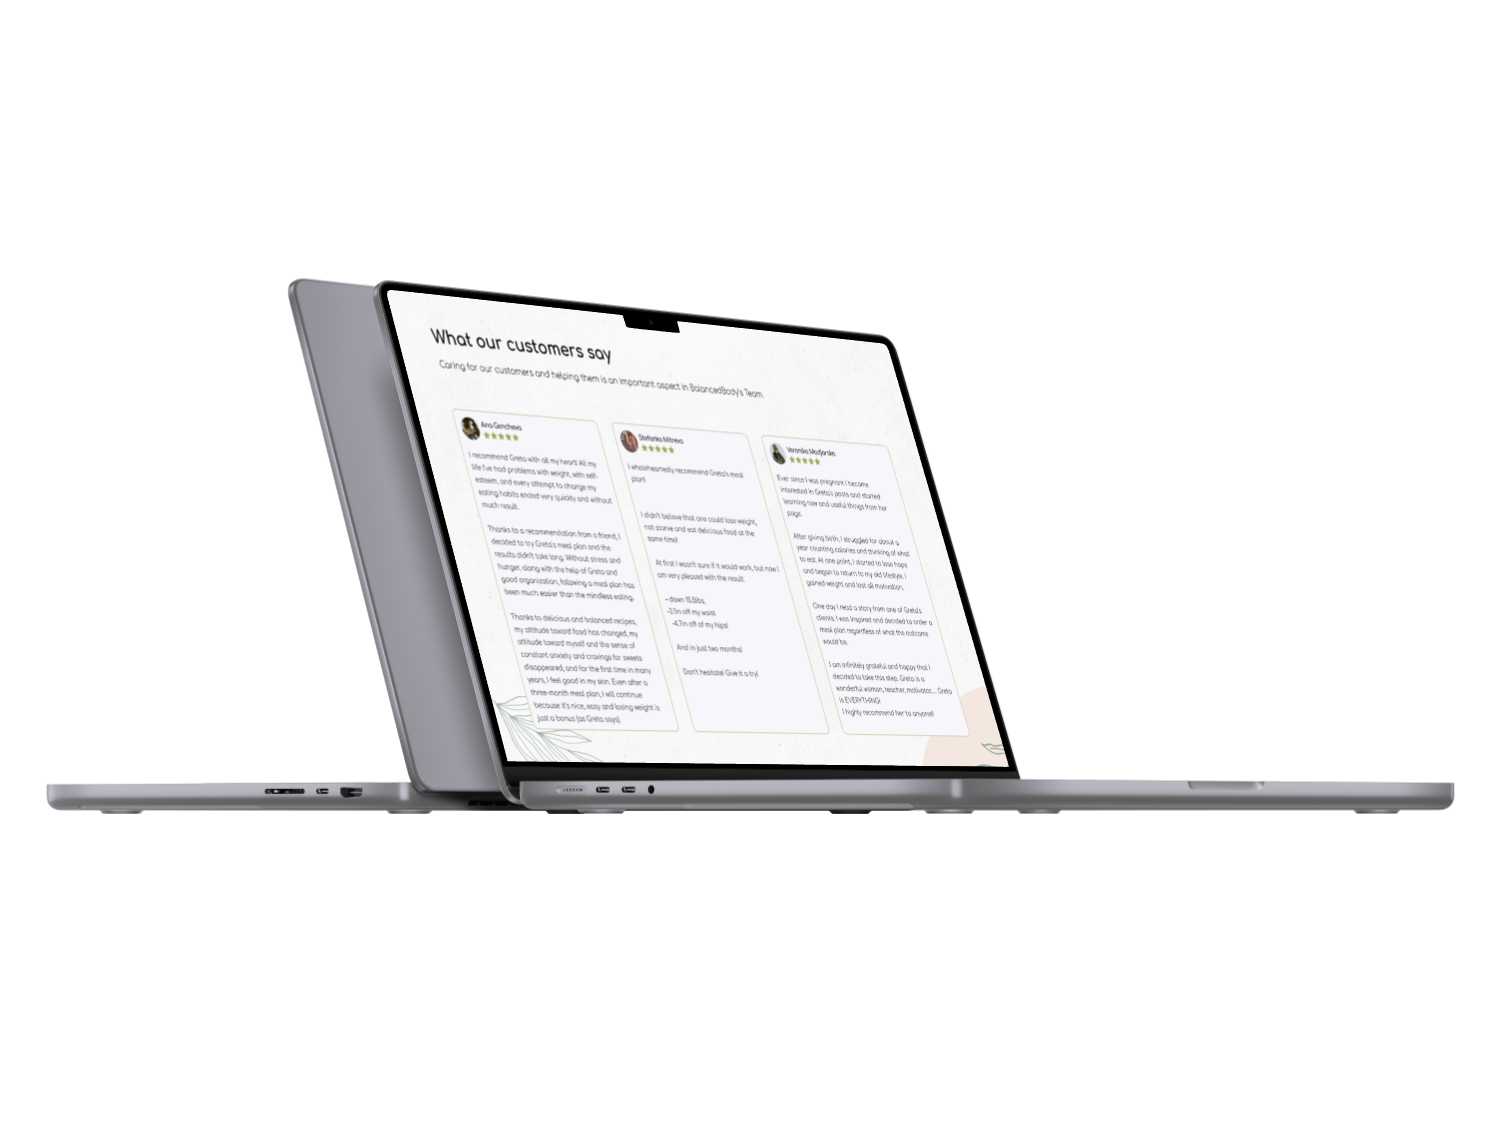 What our customers say
Caring for our customers and helping them is an important aspect in BalancedBody's Team.
Ana Gencheva
I recommend Greta with all my heart! All my
life I've had problems with weight, with self-
esteem, and every attempt to change my
eating habits ended very quickly and without
much result.
Thanks to a recommendation from a friend, I
decided to try Greta's meal plan and the
results didn't take long. Without stress and
hunger, along with the help of Greta and
good organization, following a meal plan has
been much easier than the mindless eating.
Thanks to delicious and balanced recipes,
my attitude toward food has changed, my
attitude toward myself and the sense of
constant anxiety and cravings for sweets
disappeared, and for the first time in many
years, I feel good in my skin. Even after a
three-month meal plan, I will continue
because it's nice, easy and losing weight is
just a bonus (as Greta says).
Stefanka Mitreva
I wholeheartedly recommend Greta's meal
plan!
I didn't believe that one could lose weight,
not starve and eat delicious food at the
same time!
At first I wasn't sure if it would work, but now I
am very pleased with the result:
-down 15.5lbs,
-3.1in off my waist
-4.7in off of my hips!
And in just two months!
Don't hesitate! Give it a try!
Veronika Madjarska
Ever since I was pregnant I became
interested in Greta's posts and started
learning new and useful things from her
page.
After giving birth, I struggled for about a
year counting calories and thinking of what
to eat. At one point, I started to lose hope
and began to return to my old lifestyle, I
gained weight and lost all motivation.
One day I read a story from one of Greta's
clients, I was inspired and decided to order a
meal plan regardless of what the outcome
would be.
I am infinitely grateful and happy that I
decided to take this step. Greta is a
wonderful woman, teacher, motivator,... Greta
is EVERYTHING!
I highly recommend her to anyone!!